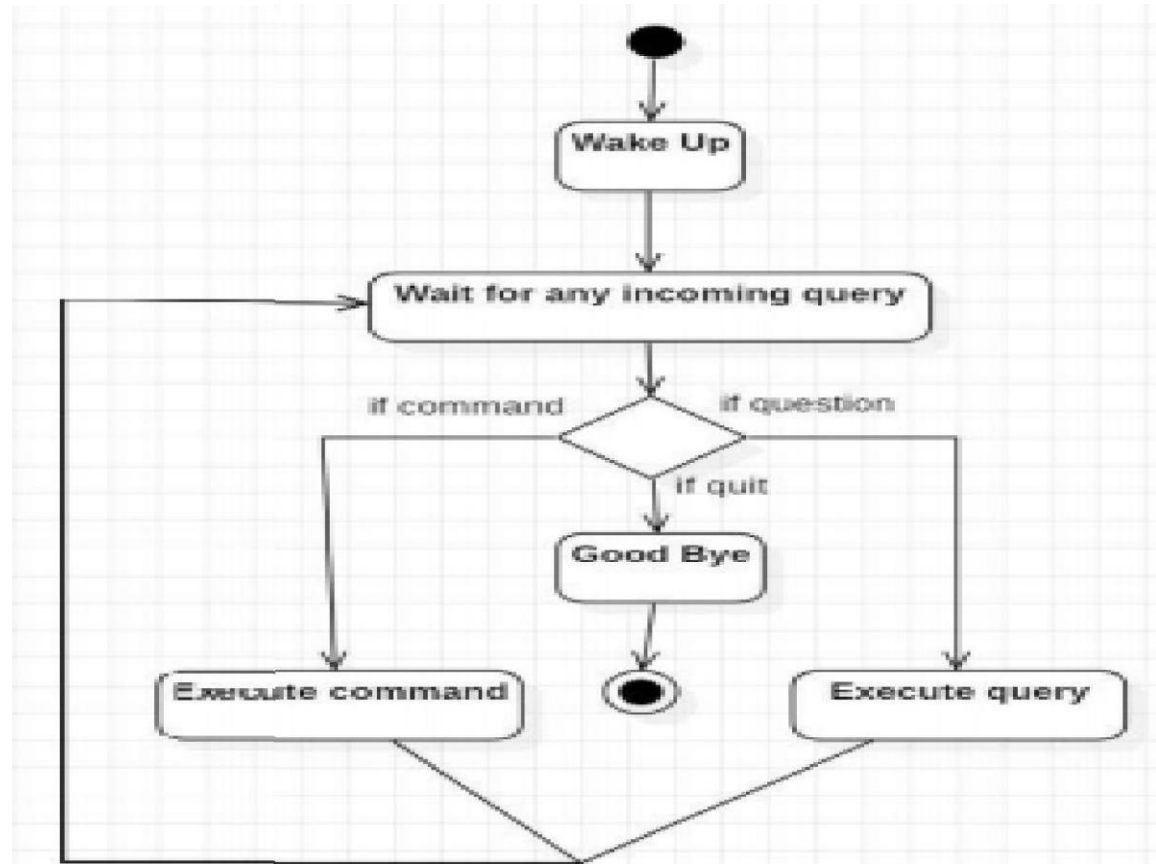 Wake Up
Wait for any incoming query
if command
if question
if quit
Good Bye
Execute command
Execute query